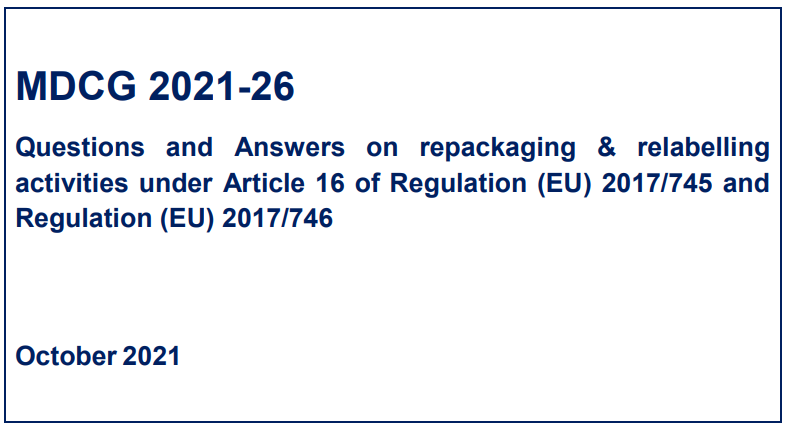 MDCG 2021-26
Questions and Answers on repackaging & relabelling
activities under Article 16 of Regulation (EU) 2017/745 and
Regulation (EU) 2017/746
October 2021